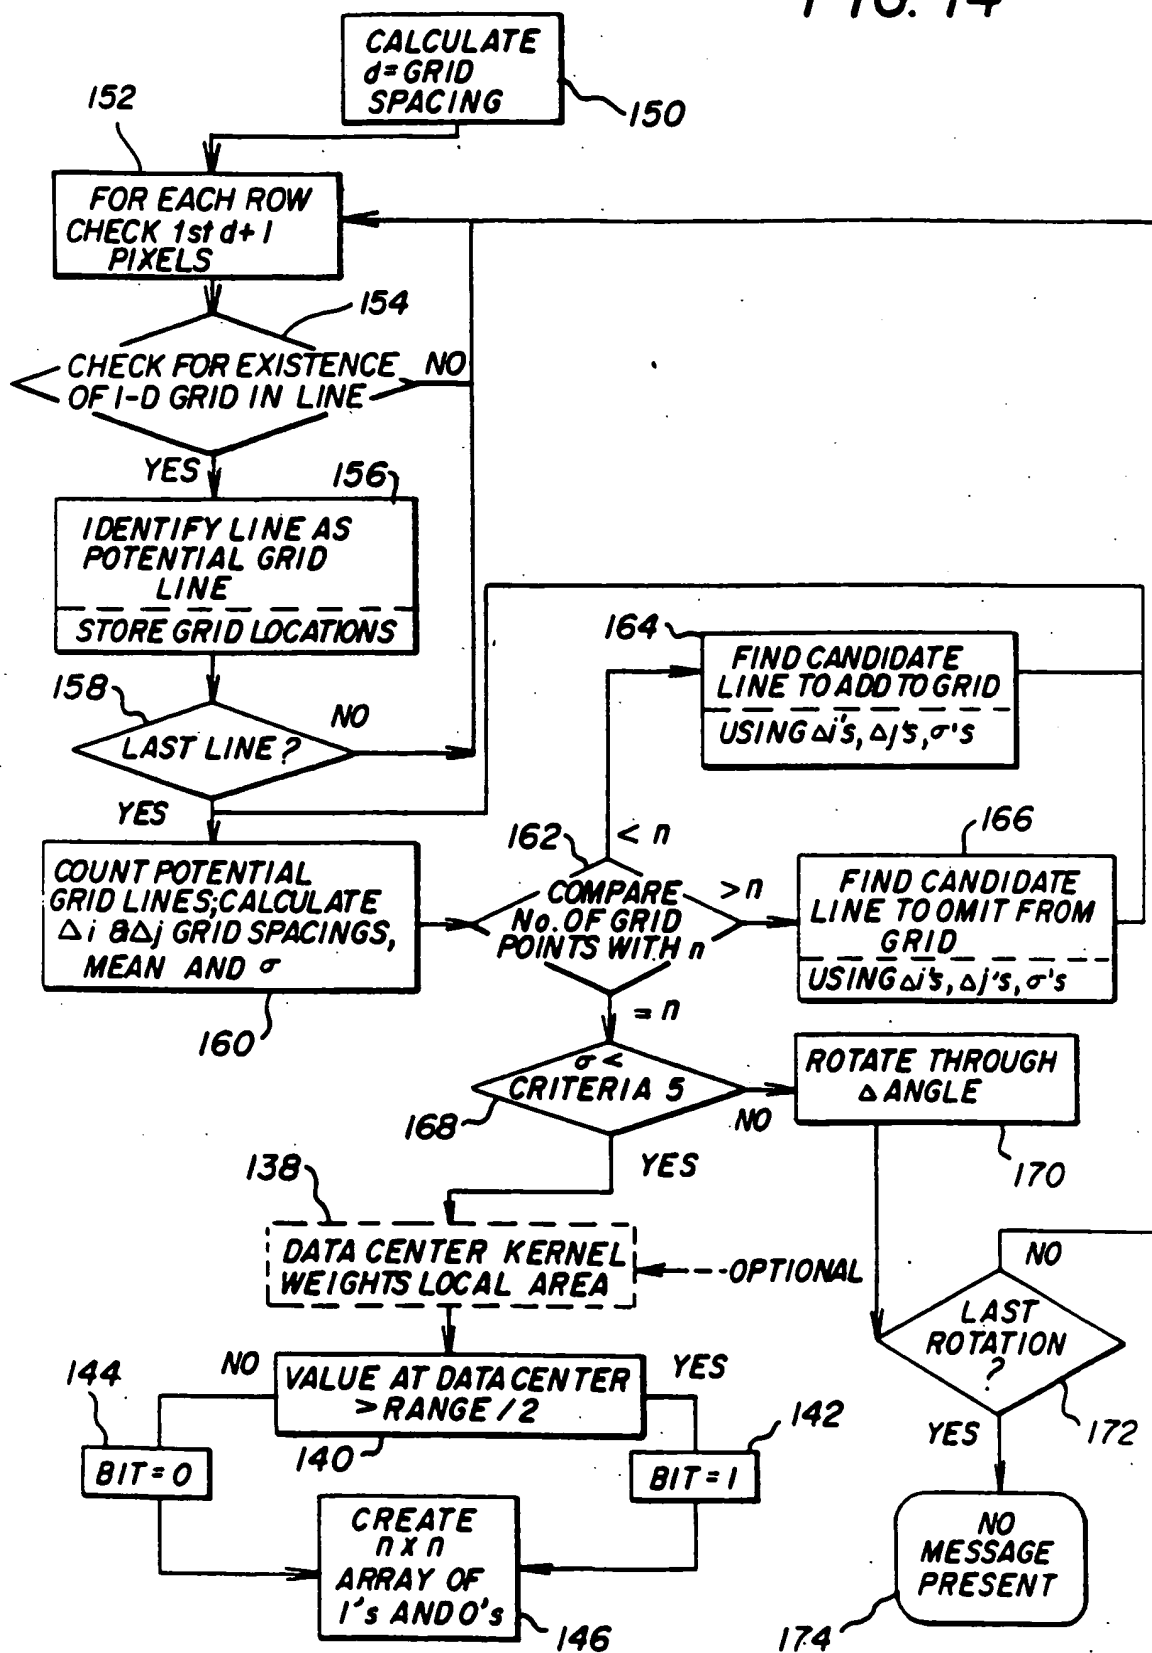 FIG. 14
CALCULATE
d=GRID
SPACING
150
152
FOR EACH ROW
CHECK 1st d+1
PIXELS
154
CHECK FOR EXISTENCE
OF 1-D GRID IN LINE
NO
YES
156
IDENTIFY LINE AS
POTENTIAL GRID
LINE
STORE GRID LOCATIONS
158
LAST LINE?
NO
YES
COUNT POTENTIAL
GRID LINES;CALCULATE
Δi &Δj GRID SPACINGS,
MEAN AND σ
160
164
FIND CANDIDATE
LINE TO ADD TO GRID
USING Δi's, Δj's, σ's
162
< n
COMPARE
No. OF GRID
POINTS WITH n
>n
= n
166
FIND CANDIDATE
LINE TO OMIT FROM
GRID
USING Δi's, Δj's, σ's
σ <
CRITERIA 5
168
NO
YES
ROTATE THROUGH
Δ ANGLE
170
138
DATA CENTER KERNEL
WEIGHTS LOCAL AREA
OPTIONAL
NO
LAST
ROTATION
?
172
YES
144
NO
VALUE AT DATA CENTER
> RANGE / 2
YES
140
142
BIT = 0
BIT = 1
CREATE
n x n
ARRAY OF
1's AND 0's
146
NO
MESSAGE
PRESENT
174